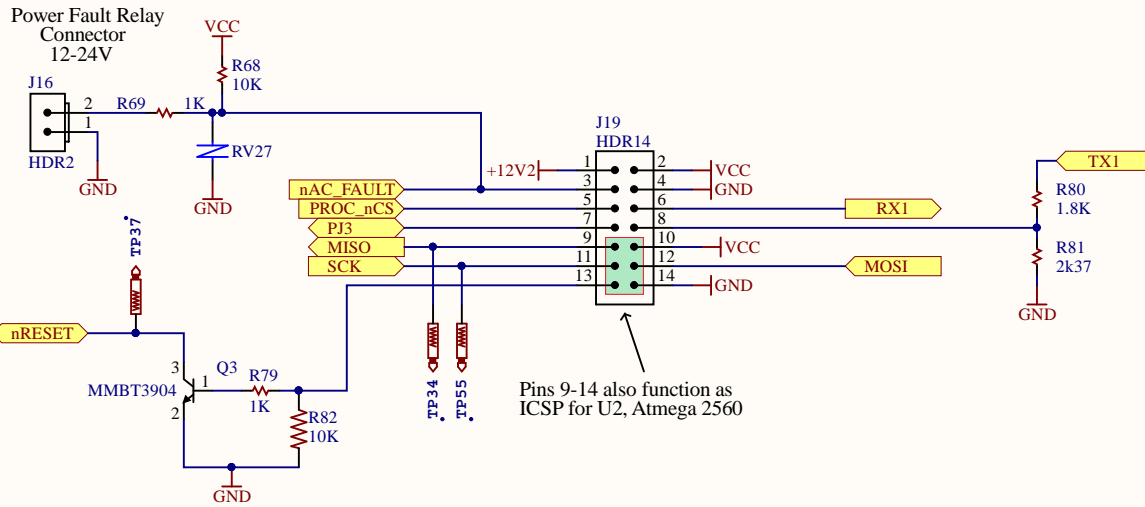 Power Fault Relay
Connector
12-24V
VCC
J16
R68
10K
2
R69
1K
1
HDR2
GND
RV27
GND
J19
HDR14
+12V2
1
2
VCC
TX1
nAC_FAULT
3
4
GND
R80
1.8K
PROC_nCS
5
6
RX1
PJ3
7
8
MISO
9
10
VCC
R81
2k37
SCK
11
12
MOSI
13
14
GND
GND
TP37
nRESET
3
Q3
MMBT3904
1
R79
1K
2
R82
10K
GND
TP34
TP55
Pins 9-14 also function as
ICSP for U2, Atmega 2560